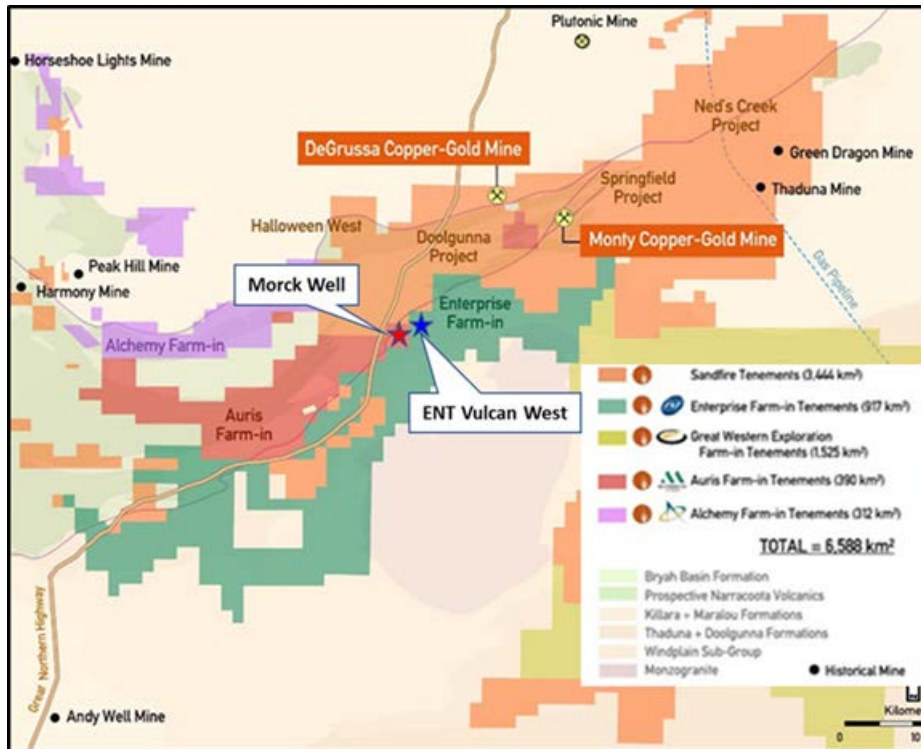 Plutonic Mine
Horseshoe Lights Mine
Ned's Creek
Project
DeGrussa Copper-Gold Mine
Green Dragon Mine
Springfield
Project
Thaduna Mine
Halloween West
Doolgunna
Project
Monty Copper-Gold Mine
Peak Hill Mine
Morck Well
Harmony Mine
Gas Pipeline
Enterprise
Farm-in
Alchemy Farm-in
Auris
Farm-in
ENT Vulcan West
Sandfire Tenements (3,444 km²)
Enterprise Farm-in Tenements (917 km²)
Great Western Exploration
Farm-in Tenements (1,525 km²)
Auris Farm-in Tenements (390 km²)
Alchemy Farm-in Tenements (312 km²)
TOTAL = 6,588 km²
Bryah Basin Formation
Prospective Narracoota Volcanics
Killara + Maralou Formations
Thaduna + Doolgunna Formations
Windplain Sub-Group
Monzogranite
Historical Mine
Great Northern Highway
Andy Well Mine
Kilome
0 10